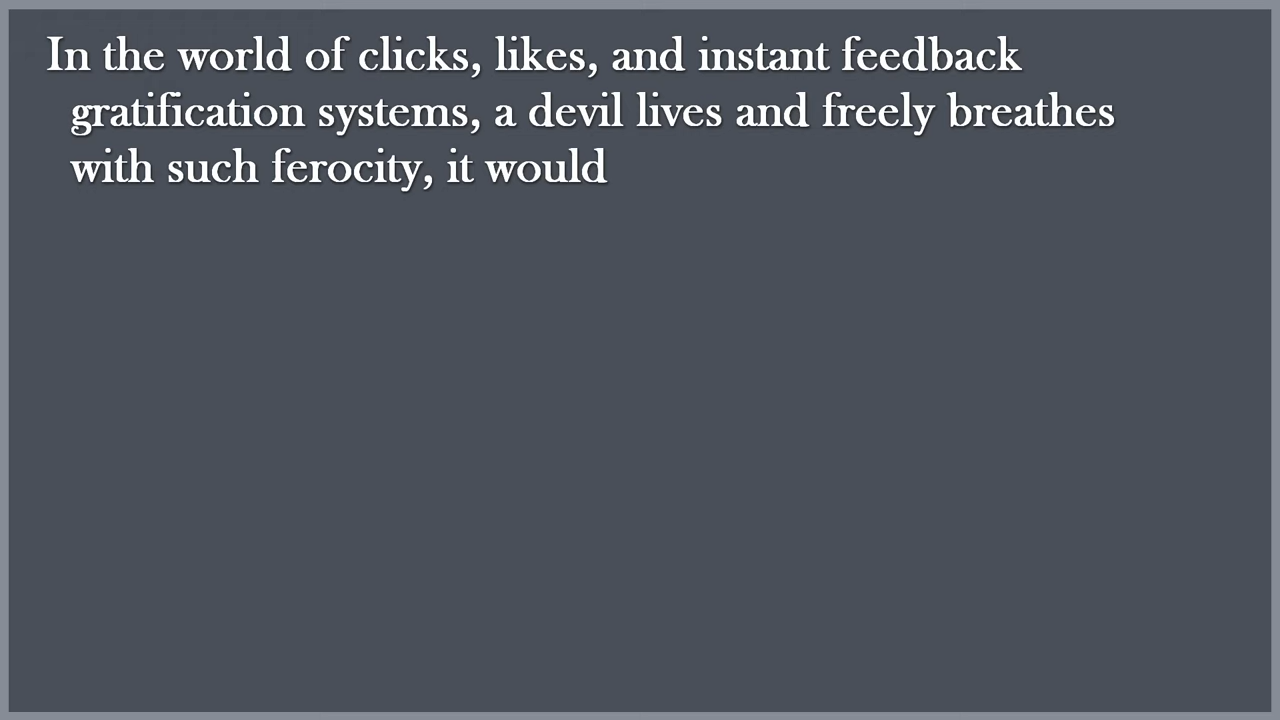 In the world of clicks, likes, and instant feedback
gratification systems, a devil lives and freely breathes
with such ferocity, it would